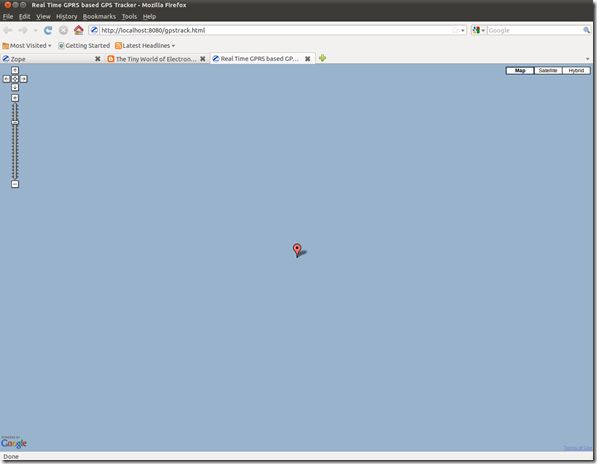 Real Time GPRS based GPS Tracker - Mozilla Firefox
File Edit View History Bookmarks Tools Help
http://localhost:8080/gpstrack.html
Google
Most Visited Getting Started Latest Headlines
Zope
The Tiny World of Electron...
Real Time GPRS based GP...
Map Satellite Hybrid
POWERED BY
Google
Terms of Use
Done